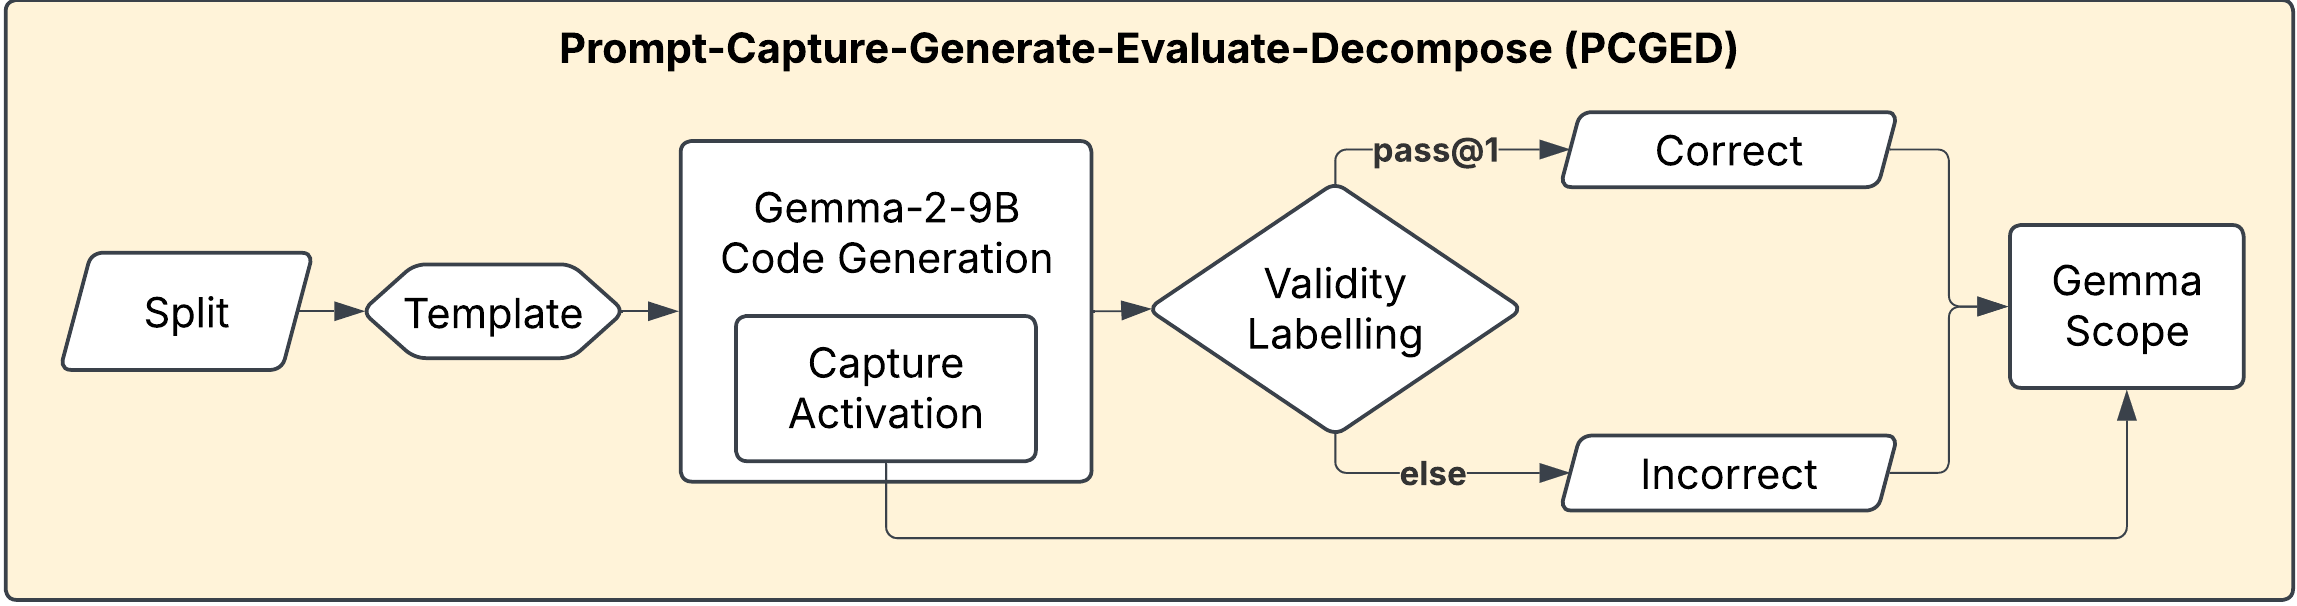 Prompt-Capture-Generate-Evaluate-Decompose (PCGED)
Split
Template
Gemma-2-9B
Code Generation
Capture
Activation
Validity
Labelling
pass@1
Correct
else
Incorrect
Gemma
Scope